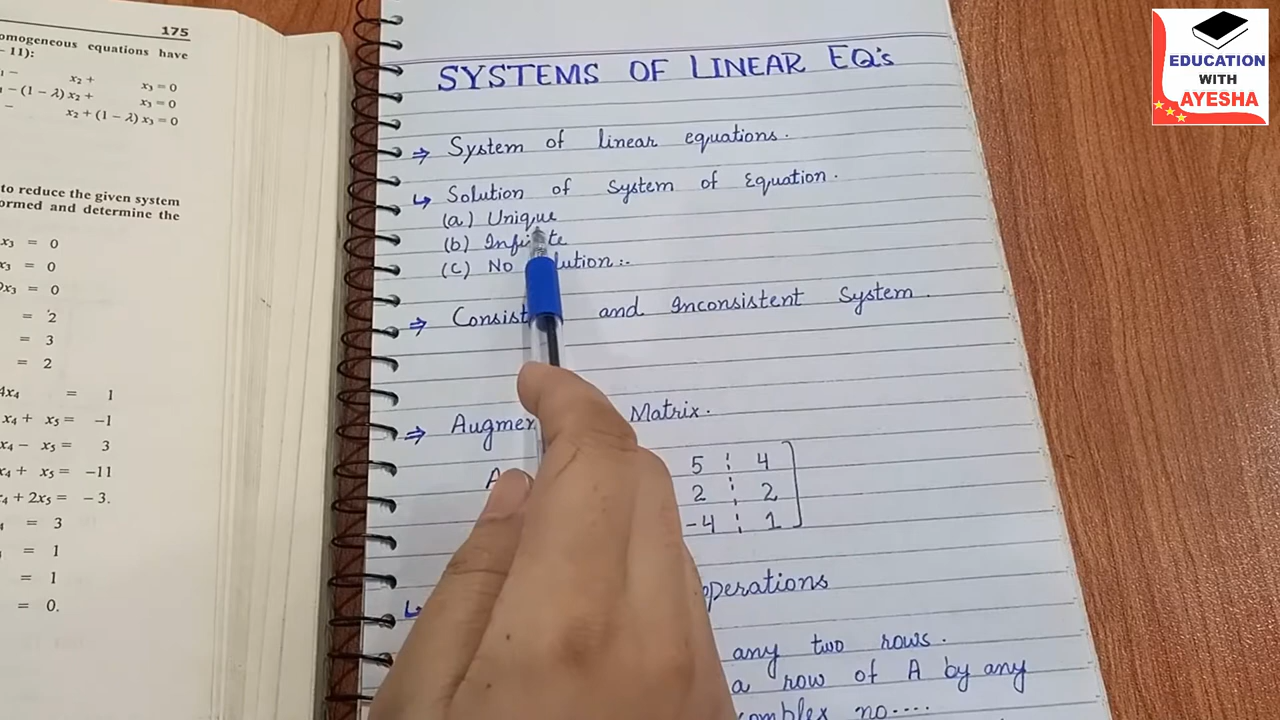 175
omogeneous equations have
- 11):
x₂ + x₃ = 0
- (1 - λ) x₂ + x₃ = 0
x₂ + (1 - λ) x₃ = 0
to reduce the given system
ormed and determine the
x₃ = 0
x₃ = 0
x₃ = 0
= 2
= 3
= 2
4x₄ = 1
x₄ + x₅ = -1
x₄ - x₅ = 3
x₄ + x₅ = -11
₄ + 2x₅ = -3.
₄ = 3
= 1
= 1
= 0.
SYSTEMS OF LINEAR EQ's
⇒ System of linear equations.
↳ Solution of System of Equation.
(a) Unique
(b)
(c) No
⇒ and Inconsistent System.
⇒ Matrix.
5 ⋮ 4
2 ⋮ 2
-4 ⋮ 1
operations
any two rows.
a row of A by any
complex no....
EDUCATION
WITH
AYESHA